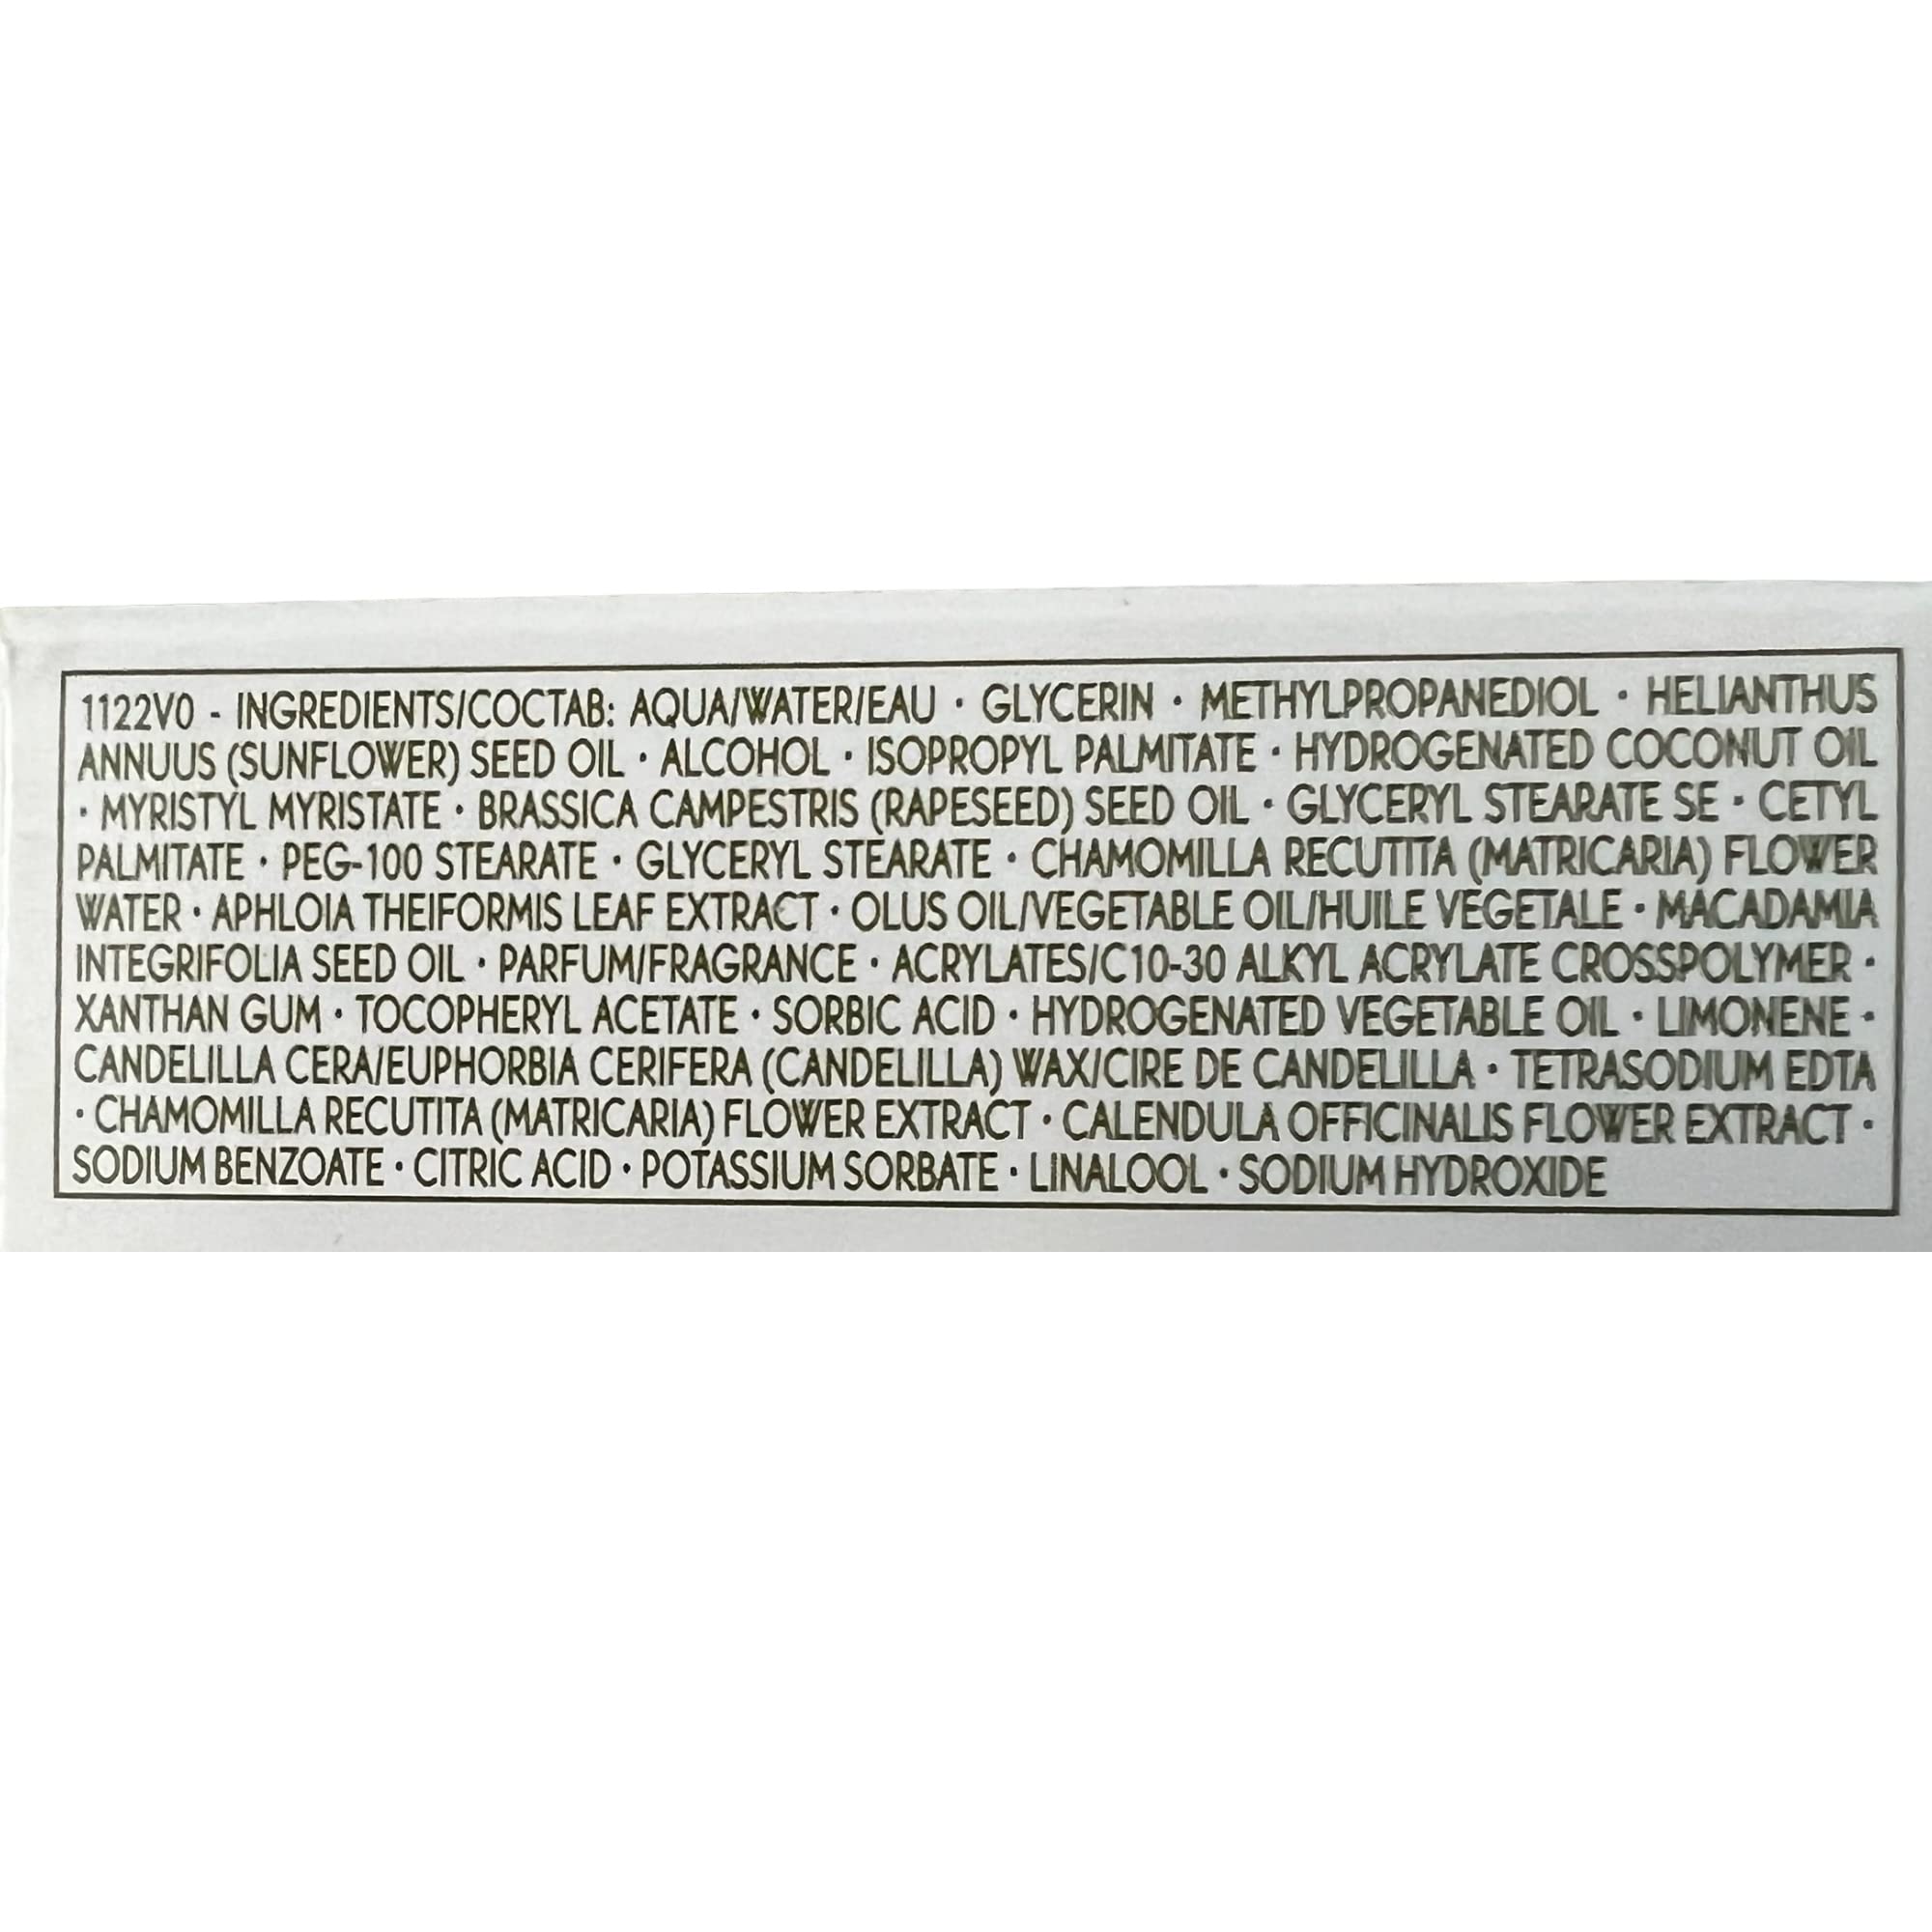 1122V0 - INGREDIENTS/СОСТАВ: AQUA/WATER/EAU · GLYCERIN · METHYLPROPANEDIOL · HELIANTHUS
ANNUUS (SUNFLOWER) SEED OIL · ALCOHOL · ISOPROPYL PALMITATE · HYDROGENATED COCONUT OIL
· MYRISTYL MYRISTATE · BRASSICA CAMPESTRIS (RAPESEED) SEED OIL · GLYCERYL STEARATE SE · CETYL
PALMITATE · PEG-100 STEARATE · GLYCERYL STEARATE · CHAMOMILLA RECUTITA (MATRICARIA) FLOWER
WATER · APHLOIA THEIFORMIS LEAF EXTRACT · OLUS OIL/VEGETABLE OIL/HUILE VEGETALE · MACADAMIA
INTEGRIFOLIA SEED OIL · PARFUM/FRAGRANCE · ACRYLATES/C10-30 ALKYL ACRYLATE CROSSPOLYMER ·
XANTHAN GUM · TOCOPHERYL ACETATE · SORBIC ACID · HYDROGENATED VEGETABLE OIL · LIMONENE ·
CANDELILLA CERA/EUPHORBIA CERIFERA (CANDELILLA) WAX/CIRE DE CANDELILLA · TETRASODIUM EDTA
· CHAMOMILLA RECUTITA (MATRICARIA) FLOWER EXTRACT · CALENDULA OFFICINALIS FLOWER EXTRACT ·
SODIUM BENZOATE · CITRIC ACID · POTASSIUM SORBATE · LINALOOL · SODIUM HYDROXIDE